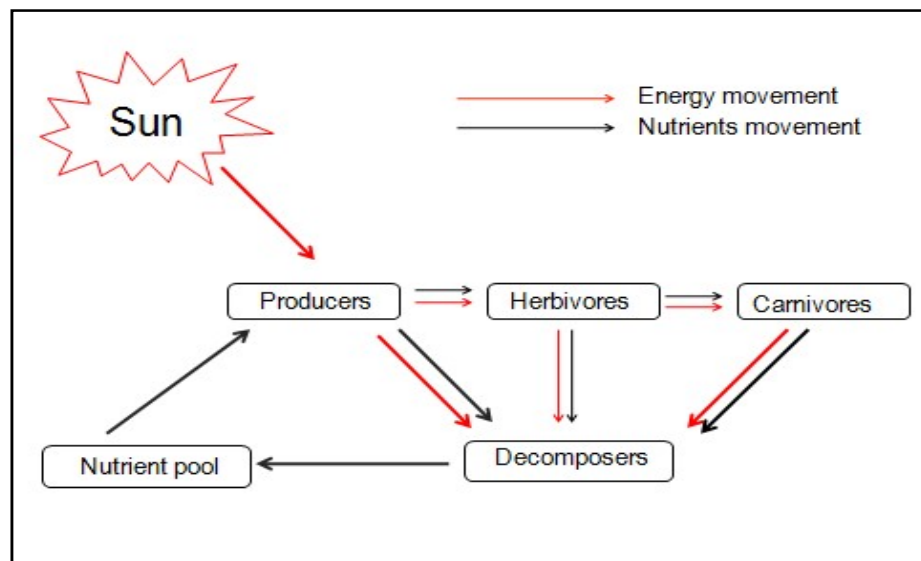 Sun
Energy movement
Nutrients movement
Producers
Herbivores
Carnivores
Nutrient pool
Decomposers